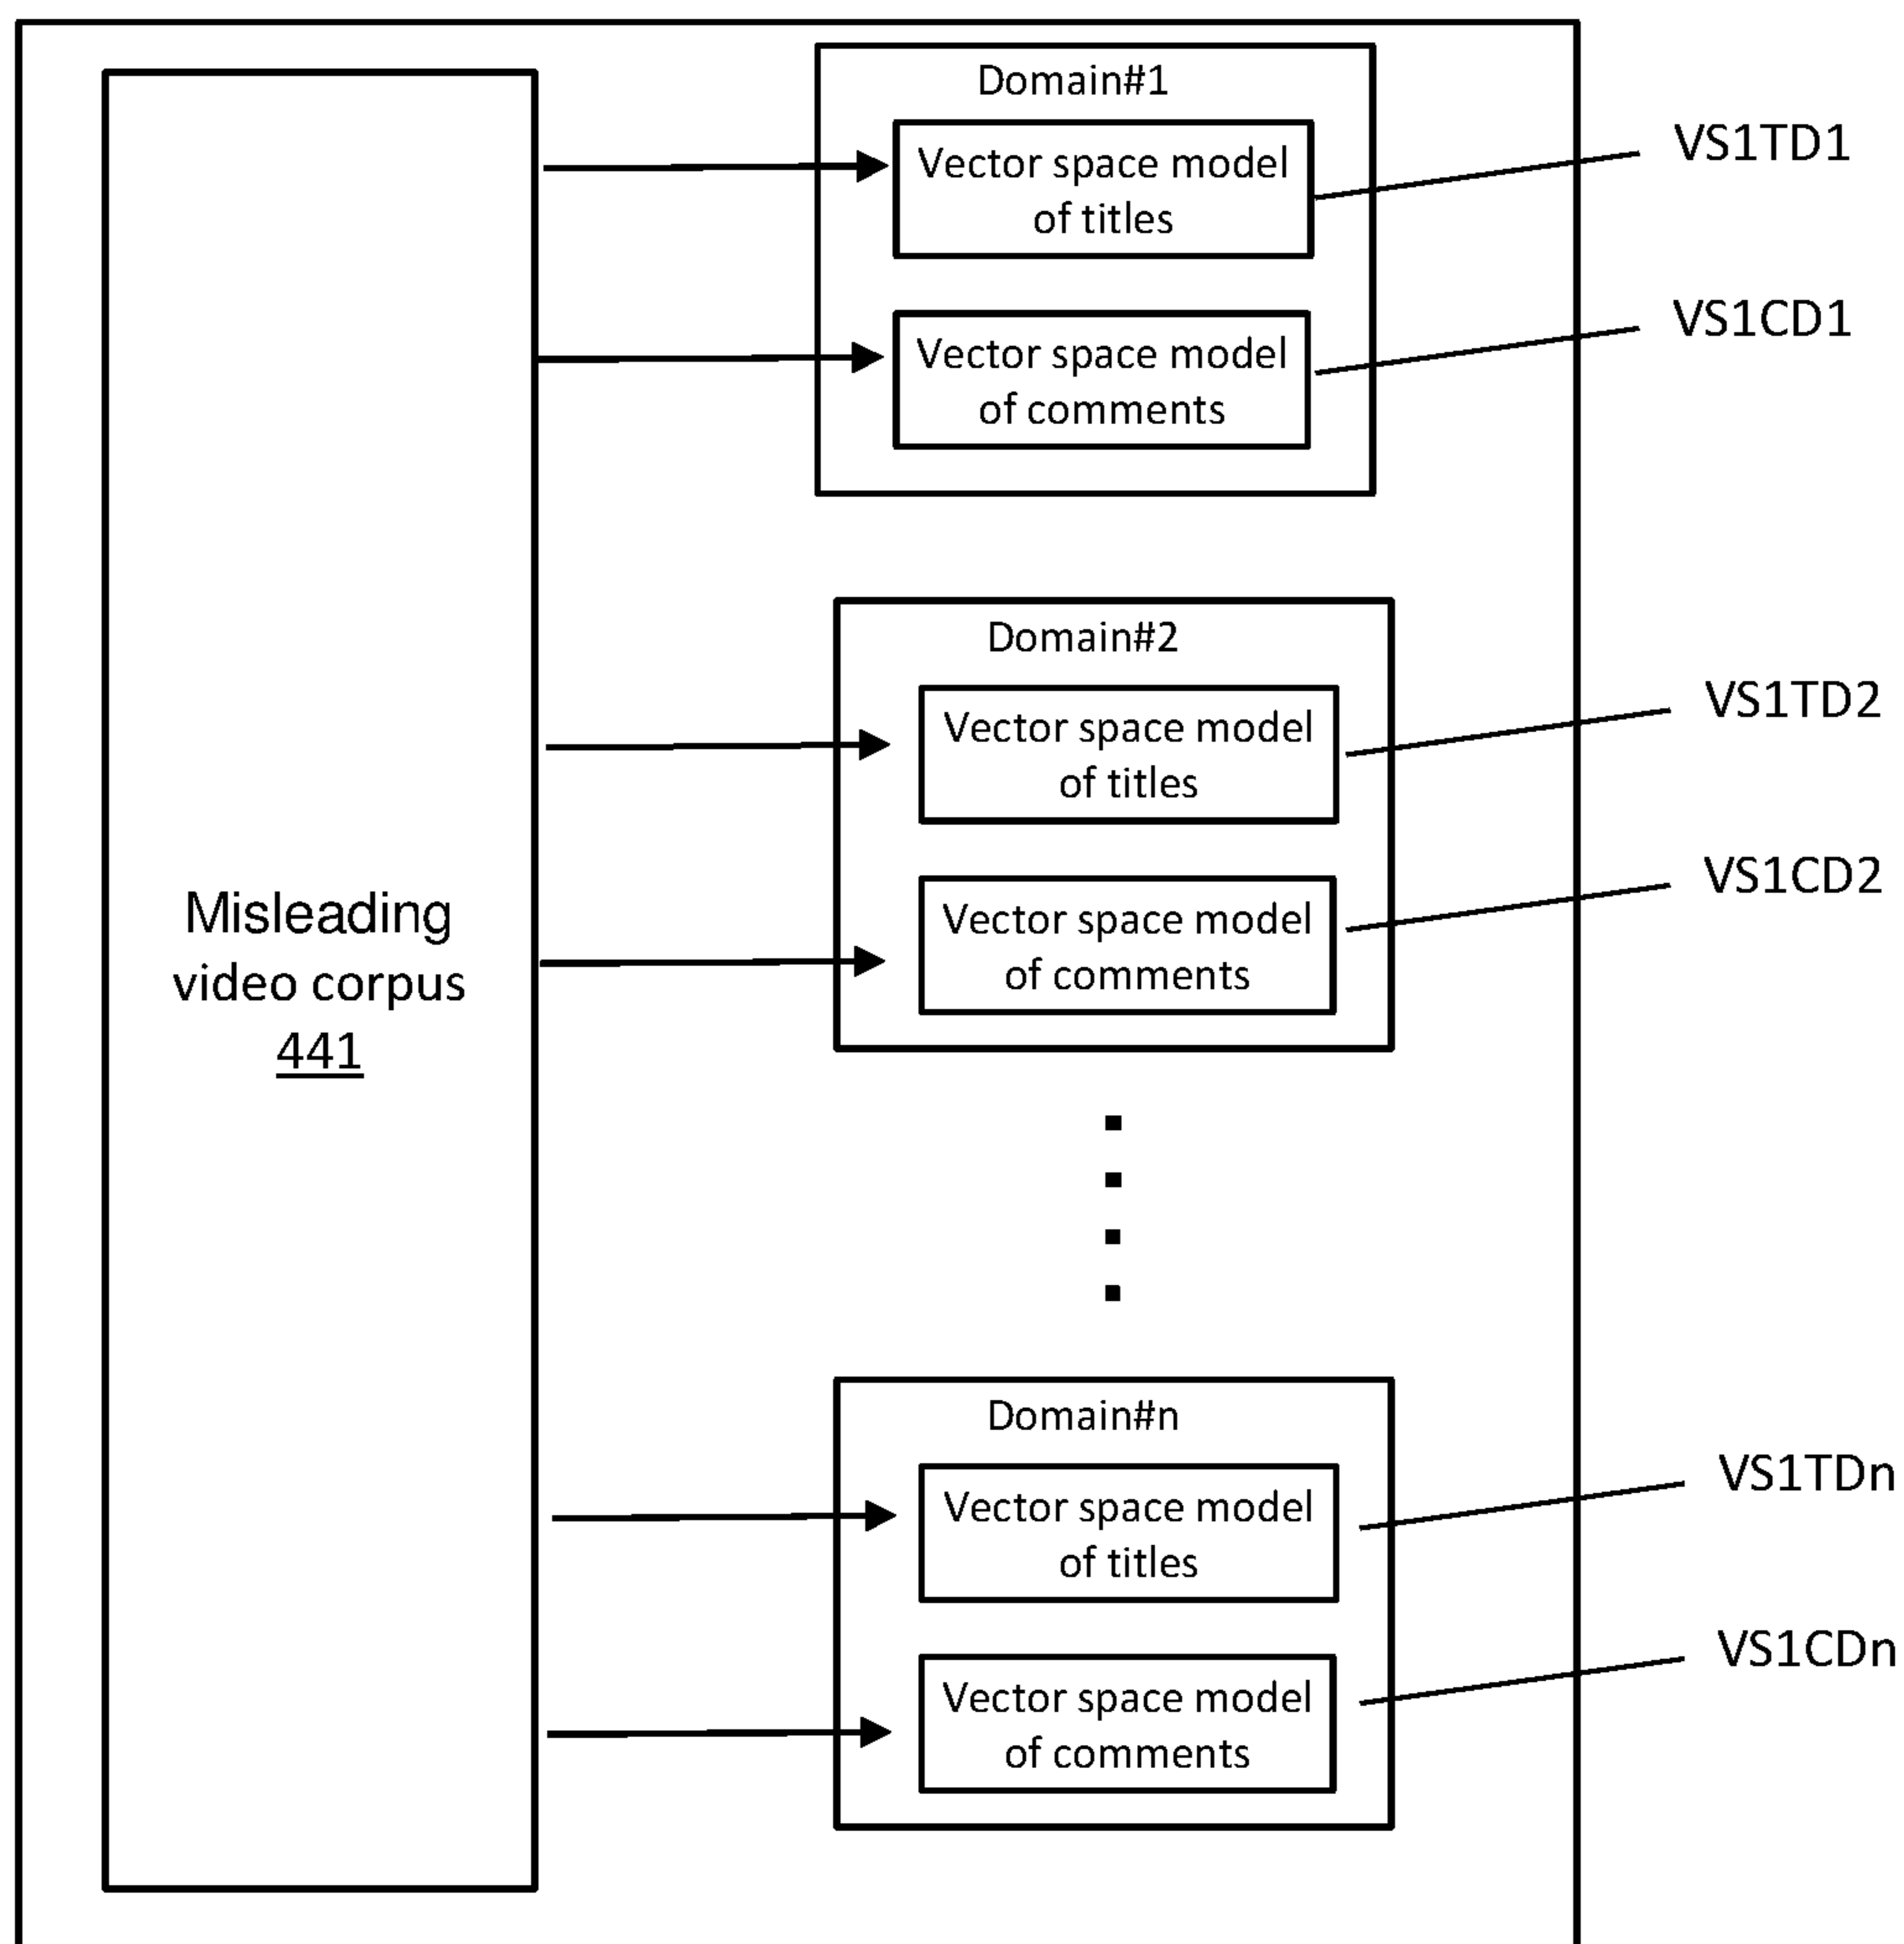 Domain#1
Vector space model
of titles
VS1TD1
Vector space model
of comments
VS1CD1
Domain#2
Vector space model
of titles
VS1TD2
Vector space model
of comments
VS1CD2
Misleading
video corpus
441
Domain#n
Vector space model
of titles
VS1TDn
Vector space model
of comments
VS1CDn